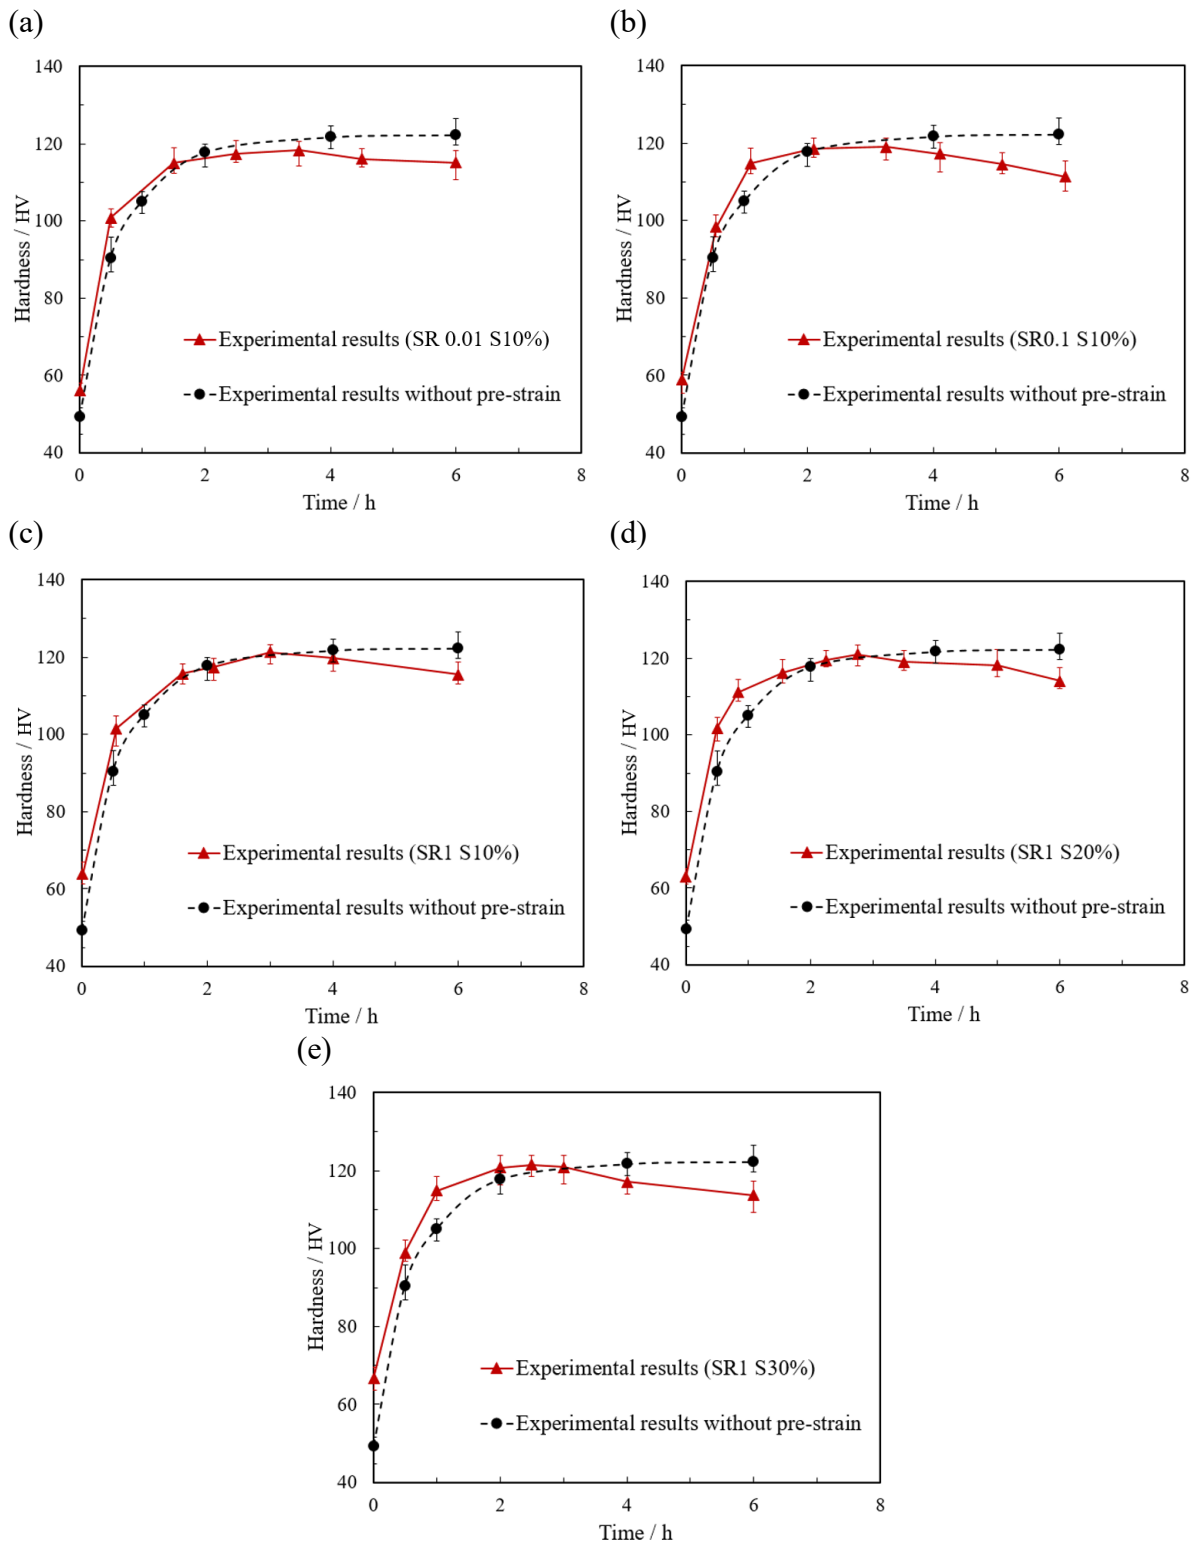 (a)
140
120
100
80
60
40
Hardness / HV
Experimental results (SR 0.01 S10%)
Experimental results without pre-strain
0 2 4 6 8
Time / h
(b)
140
120
100
80
60
40
Hardness / HV
Experimental results (SR0.1 S10%)
Experimental results without pre-strain
0 2 4 6 8
Time / h
(c)
140
120
100
80
60
40
Hardness / HV
Experimental results (SR1 S10%)
Experimental results without pre-strain
0 2 4 6 8
Time / h
(d)
140
120
100
80
60
40
Hardness / HV
Experimental results (SR1 S20%)
Experimental results without pre-strain
0 2 4 6 8
Time / h
(e)
140
120
100
80
60
40
Hardness / HV
Experimental results (SR1 S30%)
Experimental results without pre-strain
0 2 4 6 8
Time / h